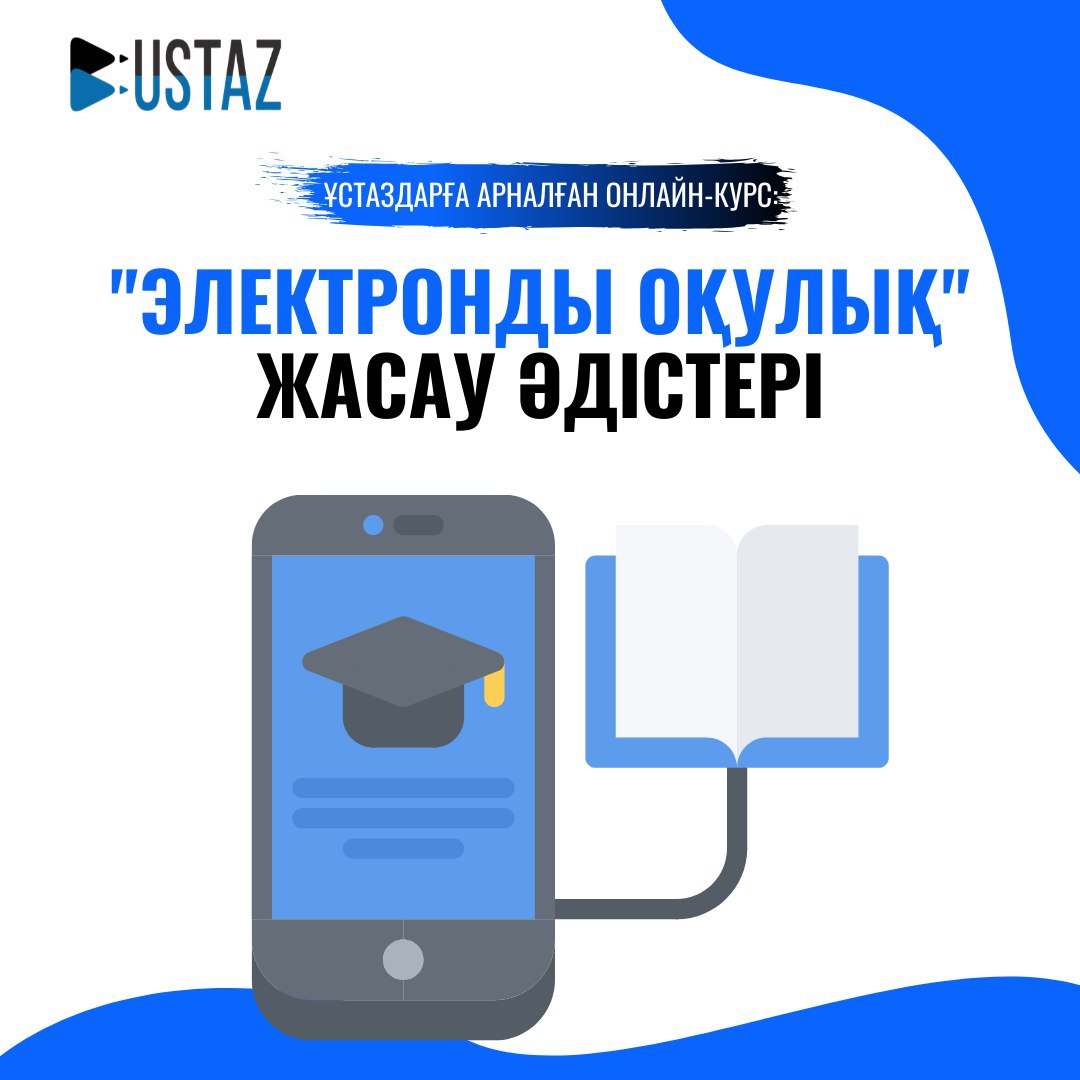 USTAZ
ҰСТАЗДАРҒА АРНАЛҒАН ОНЛАЙН-КУРС:
"ЭЛЕКТРОНДЫ ОҚУЛЫҚ"
ЖАСАУ ӘДІСТЕРІ